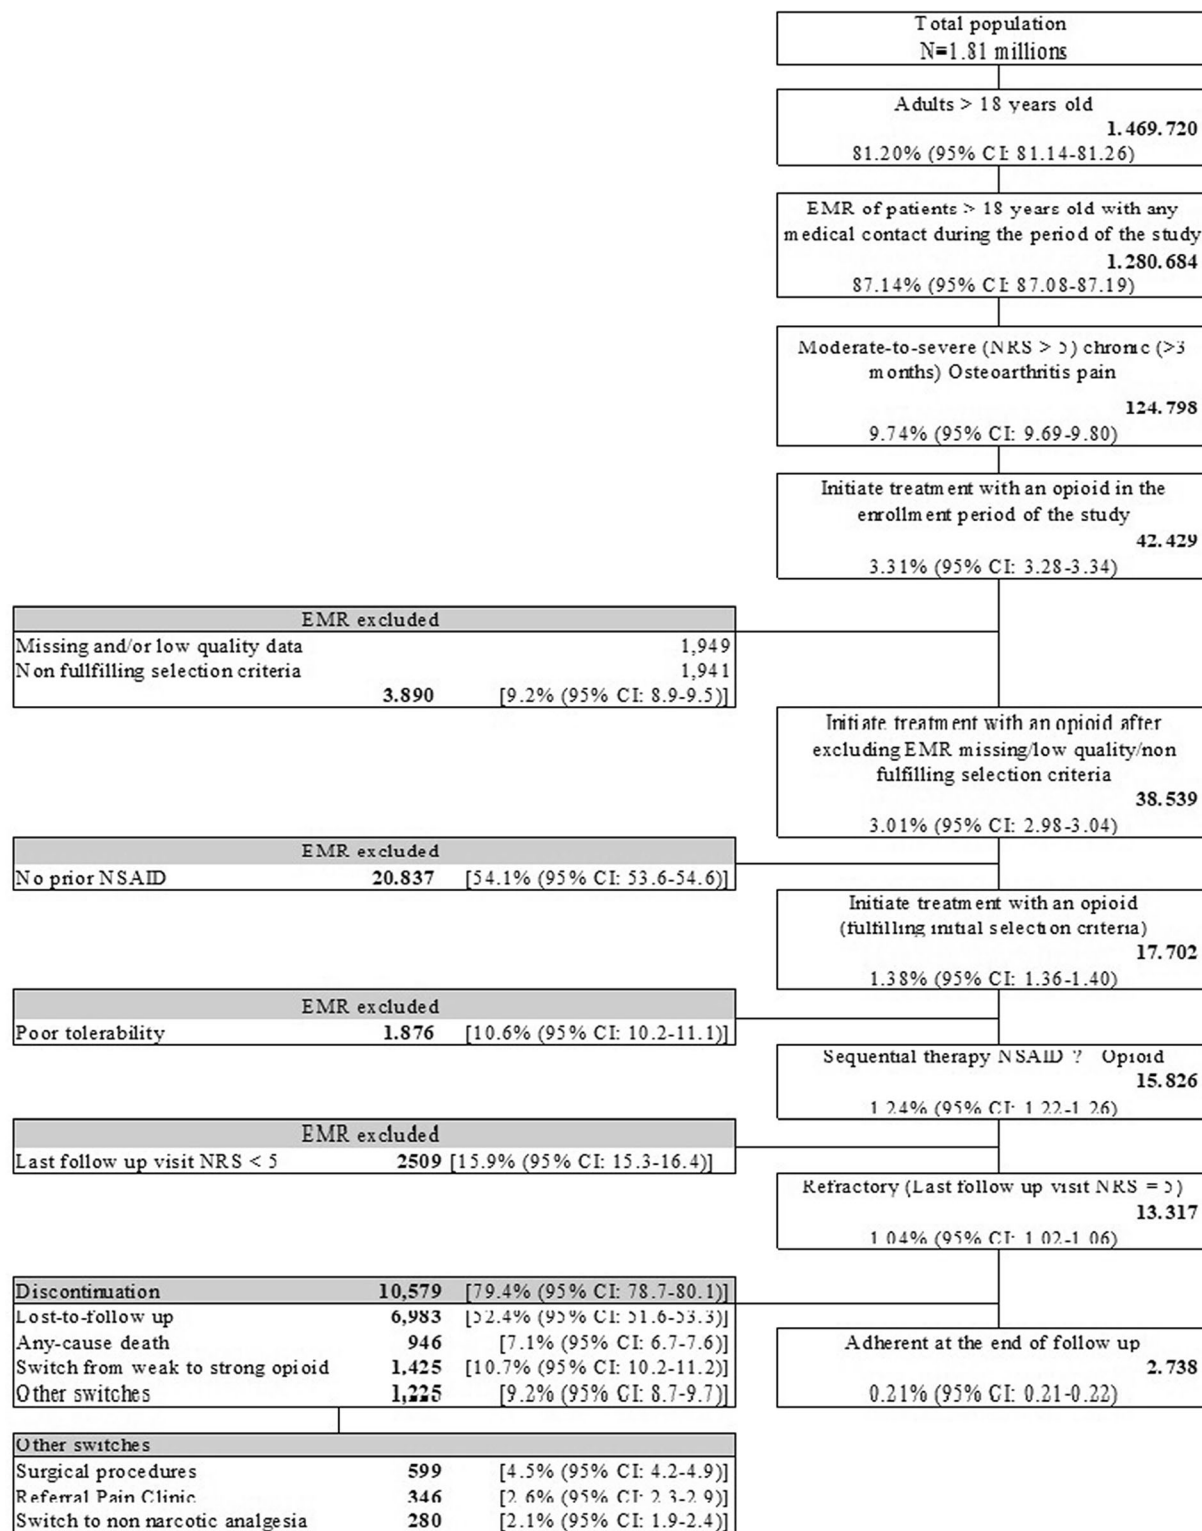 Total population
N=1.81 millions
Adults > 18 years old
1.469.720
81.20% (95% CI: 81.14-81.26)
EMR of patients > 18 years old with any
medical contact during the period of the study
1.280.684
87.14% (95% CI: 87.08-87.19)
Moderate-to-severe (NRS > 5) chronic (>3
months) Osteoarthritis pain
124.798
9.74% (95% CI: 9.69-9.80)
Initiate treatment with an opioid in the
enrollment period of the study
42.429
3.31% (95% CI: 3.28-3.34)
EMR excluded
Missing and/or low quality data 1,949
Non fullfilling selection criteria 1,941
3.890 [9.2% (95% CI: 8.9-9.5)]
Initiate treatment with an opioid after
excluding EMR missing/low quality/non
fulfilling selection criteria
38.539
3.01% (95% CI: 2.98-3.04)
EMR excluded
No prior NSAID 20.837 [54.1% (95% CI: 53.6-54.6)]
Initiate treatment with an opioid
(fulfilling initial selection criteria)
17.702
1.38% (95% CI: 1.36-1.40)
EMR excluded
Poor tolerability 1.876 [10.6% (95% CI: 10.2-11.1)]
Sequential therapy NSAID ? Opioid
15.826
1.24% (95% CI: 1.22-1.26)
EMR excluded
Last follow up visit NRS < 5 2509 [15.9% (95% CI: 15.3-16.4)]
Refractory (Last follow up visit NRS = 5)
13.317
1.04% (95% CI: 1.02-1.06)
Discontinuation 10,579 [79.4% (95% CI: 78.7-80.1)]
Lost-to-follow up 6,983 [52.4% (95% CI: 51.6-53.3)]
Any-cause death 946 [7.1% (95% CI: 6.7-7.6)]
Switch from weak to strong opioid 1,425 [10.7% (95% CI: 10.2-11.2)]
Other switches 1,225 [9.2% (95% CI: 8.7-9.7)]
Adherent at the end of follow up
2.738
0.21% (95% CI: 0.21-0.22)
Other switches
Surgical procedures 599 [4.5% (95% CI: 4.2-4.9)]
Referral Pain Clinic 346 [2.6% (95% CI: 2.3-2.9)]
Switch to non narcotic analgesia 280 [2.1% (95% CI: 1.9-2.4)]